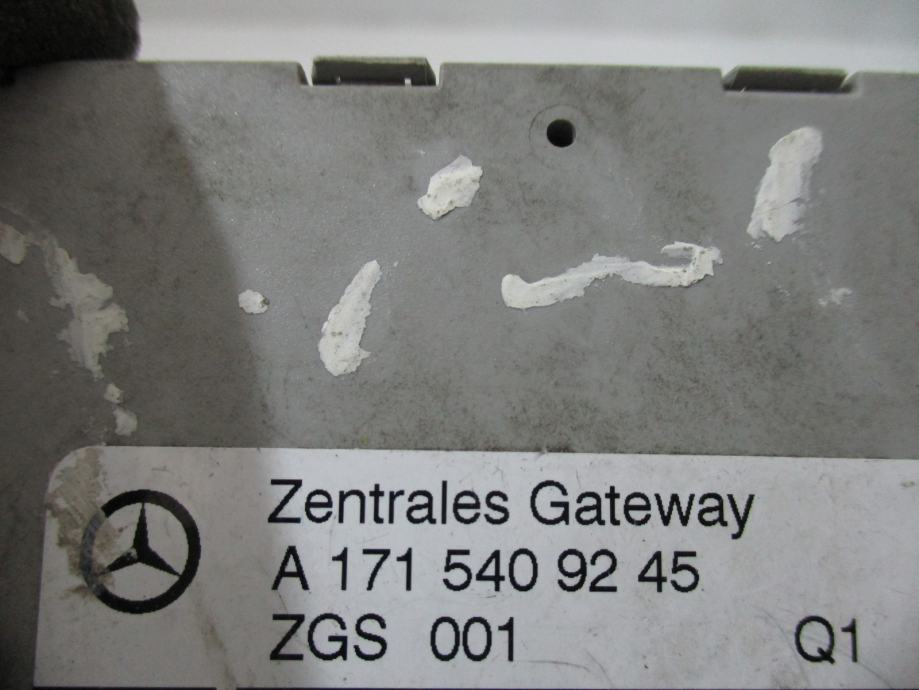 Zentrales Gateway
A 171 540 92 45
ZGS 001 Q1